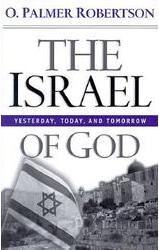 O. PALMER ROBERTSON
THE
ISRAEL
YESTERDAY, TODAY, AND TOMORROW
OF GOD